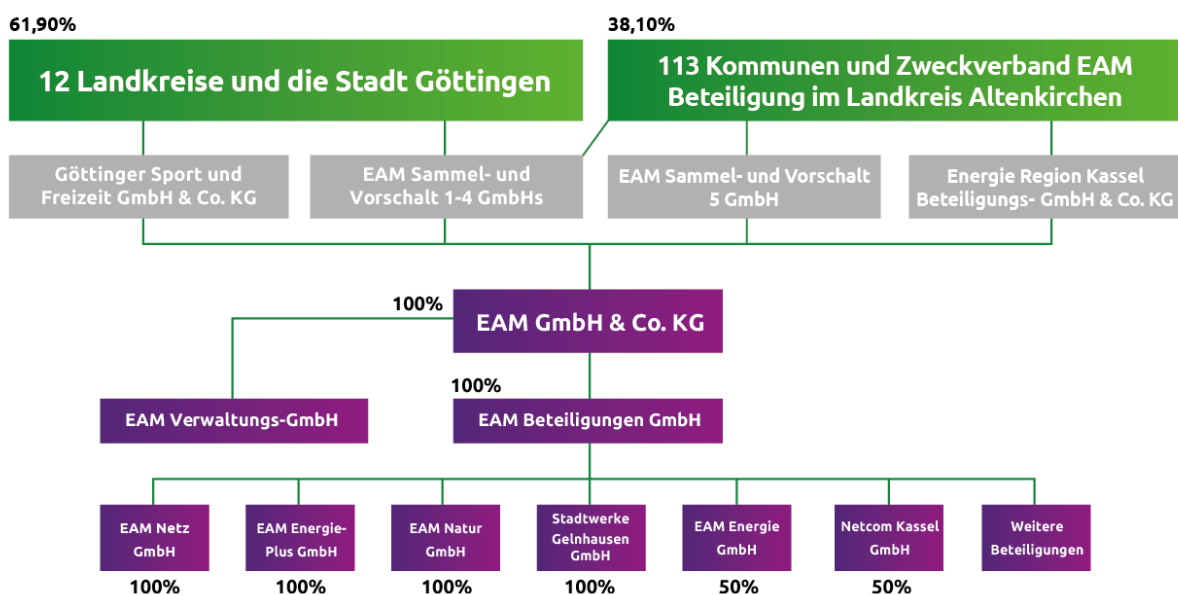 61,90%
38,10%
12 Landkreise und die Stadt Göttingen
113 Kommunen und Zweckverband EAM
Beteiligung im Landkreis Altenkirchen
Göttinger Sport und
Freizeit GmbH & Co. KG
EAM Sammel- und
Vorschalt 1-4 GmbHs
EAM Sammel- und Vorschalt
5 GmbH
Energie Region Kassel
Beteiligungs- GmbH & Co. KG
100%
EAM GmbH & Co. KG
100%
EAM Verwaltungs-GmbH
EAM Beteiligungen GmbH
EAM Netz
GmbH
100%
EAM Energie-
Plus GmbH
100%
EAM Natur
GmbH
100%
Stadtwerke
Gelnhausen
GmbH
100%
EAM Energie
GmbH
50%
Netcom Kassel
GmbH
50%
Weitere
Beteiligungen